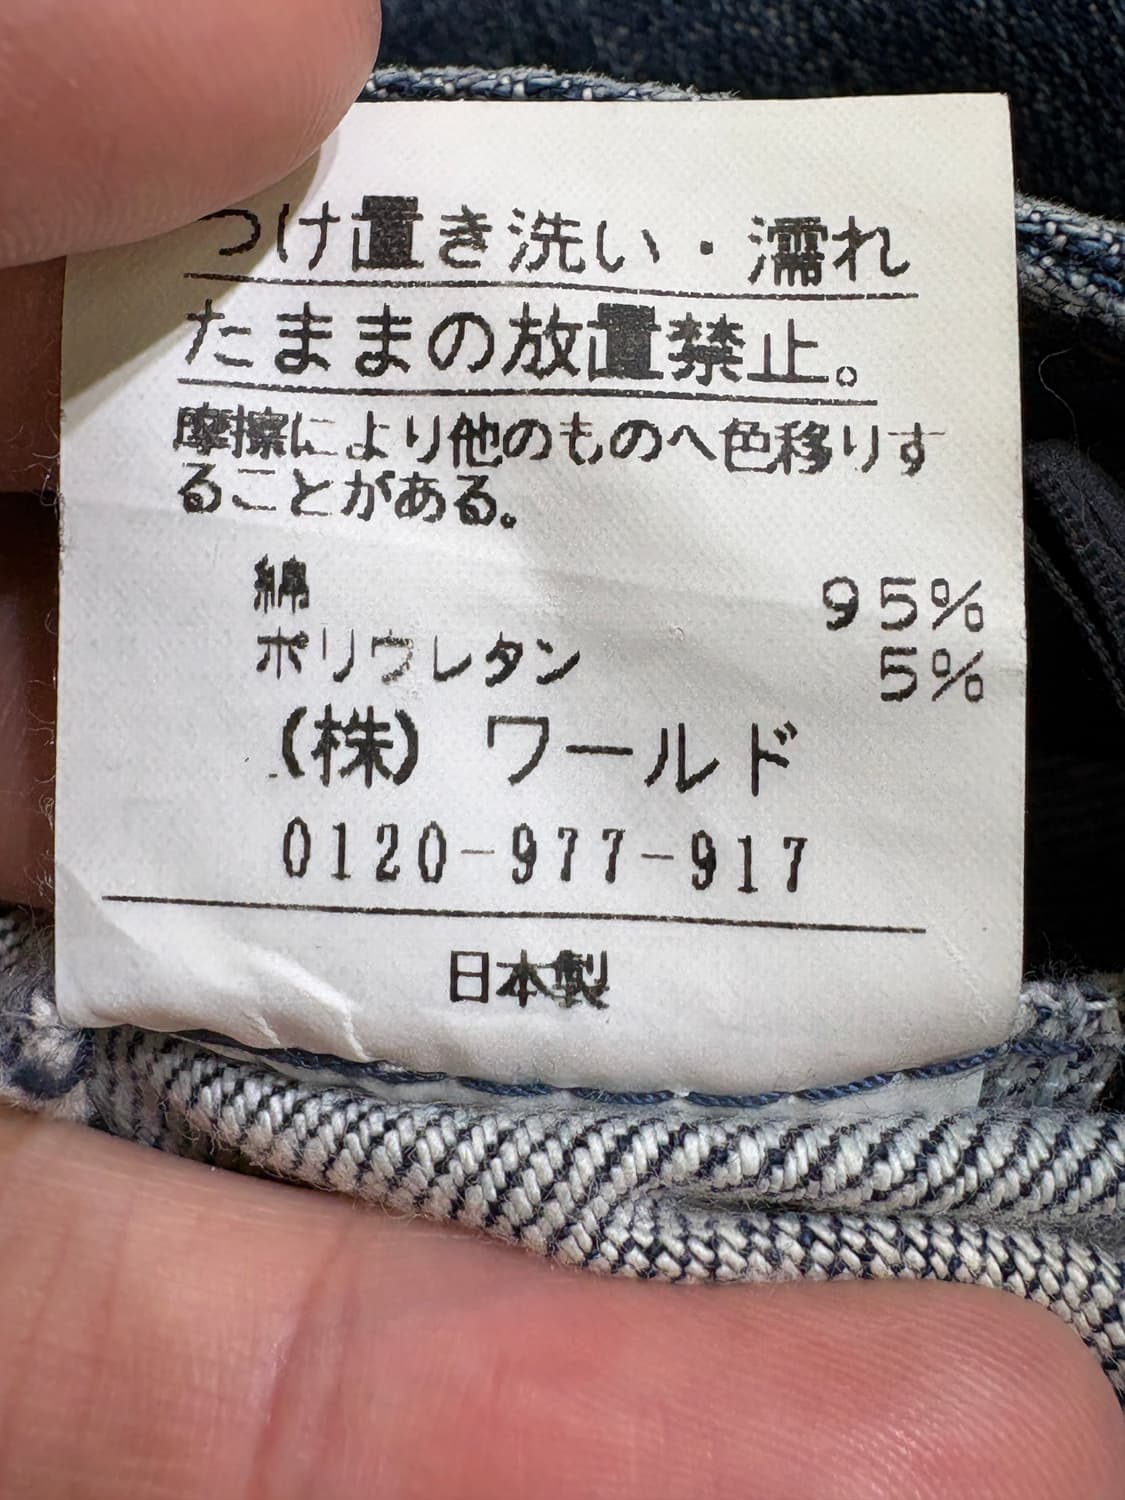 つけ置き洗い・濡れ
たままの放置禁止。
摩擦により他のものへ色移りす
ることがある。
綿 95%
ポリウレタン 5%
(株) ワールド
0120-977-917
日本製